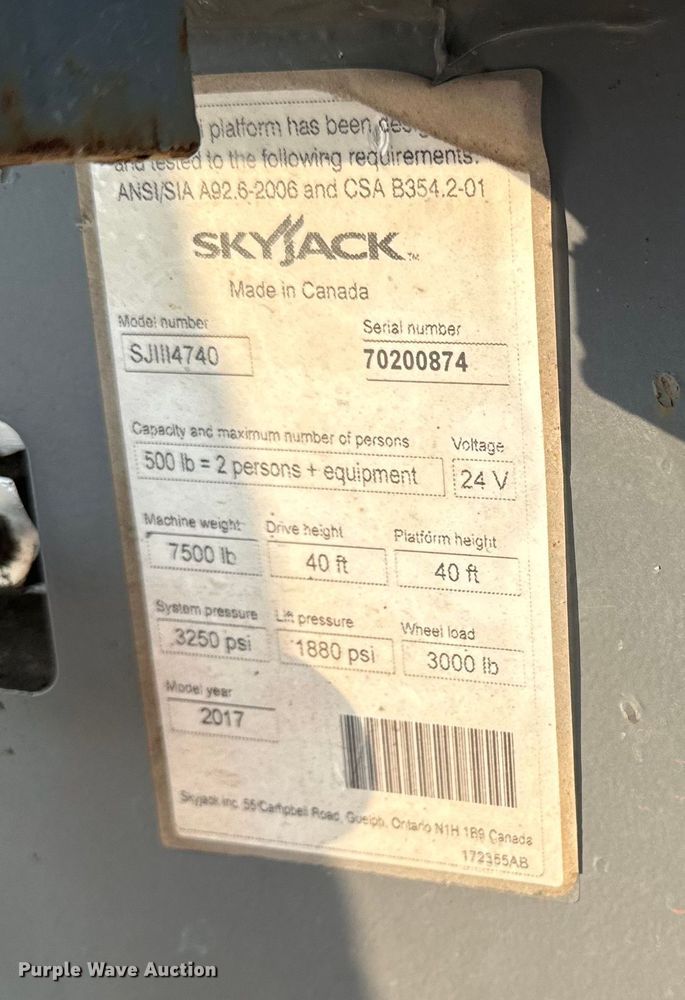 platform has been
and tested to the following requirements:
ANSI/SIA A92.6-2006 and CSA B354.2-01
SKYJACK™
Made in Canada
Model number Serial number
SJIII4740 70200874
Capacity and maximum number of persons Voltage
500 lb = 2 persons + equipment 24 V
Machine weight Drive height Platform height
7500 lb 40 ft 40 ft
System pressure Lift pressure Wheel load
3250 psi 1880 psi 3000 lb
Model year
2017
Skyjack Inc. 55 Campbell Road, Guelph, Ontario N1H 1B9 Canada
172355AB
Purple Wave Auction